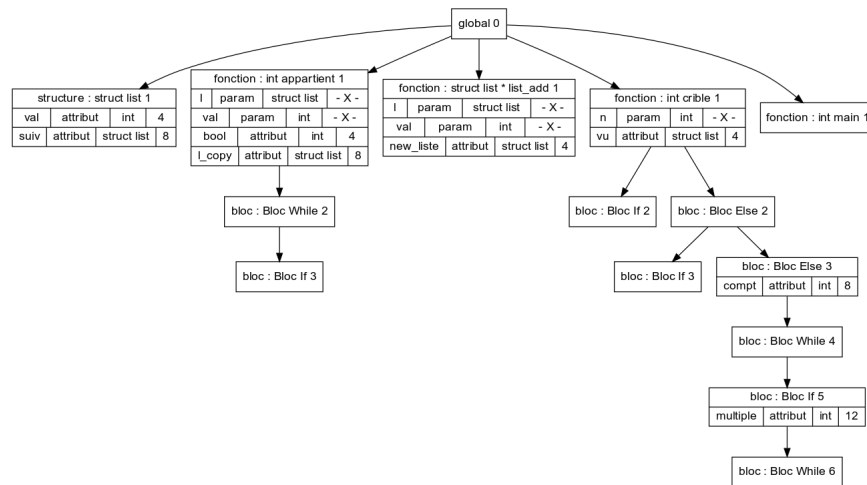 global 0
structure : struct list 1
val attribut int 4
suiv attribut struct list 8
fonction : int appartient 1
l param struct list - X -
val param int - X -
bool attribut int 4
l_copy attribut struct list 8
fonction : struct list * list_add 1
l param struct list - X -
val param int - X -
new_liste attribut struct list 4
fonction : int crible 1
n param int - X -
vu attribut struct list 4
fonction : int main 1
bloc : Bloc While 2
bloc : Bloc If 2
bloc : Bloc Else 2
bloc : Bloc If 3
bloc : Bloc If 3
bloc : Bloc Else 3
compt attribut int 8
bloc : Bloc While 4
bloc : Bloc If 5
multiple attribut int 12
bloc : Bloc While 6